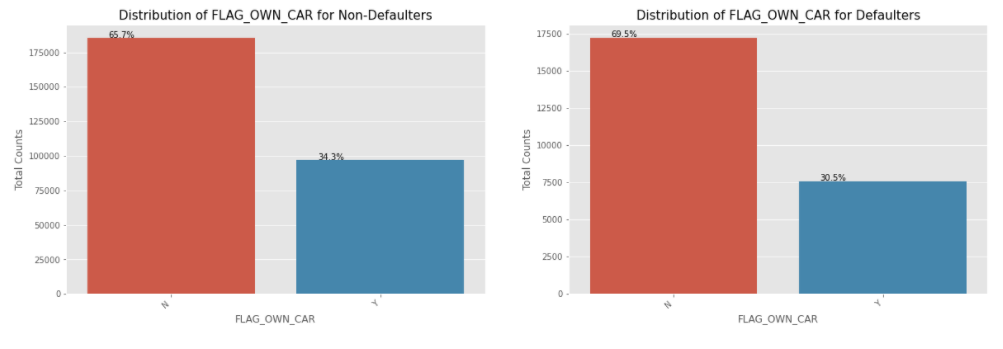 Distribution of FLAG_OWN_CAR for Non-Defaulters
65.7%
34.3%
175000
150000
125000
100000
75000
50000
25000
0
Total Counts
N
Y
FLAG_OWN_CAR
Distribution of FLAG_OWN_CAR for Defaulters
69.5%
30.5%
17500
15000
12500
10000
7500
5000
2500
0
Total Counts
N
Y
FLAG_OWN_CAR